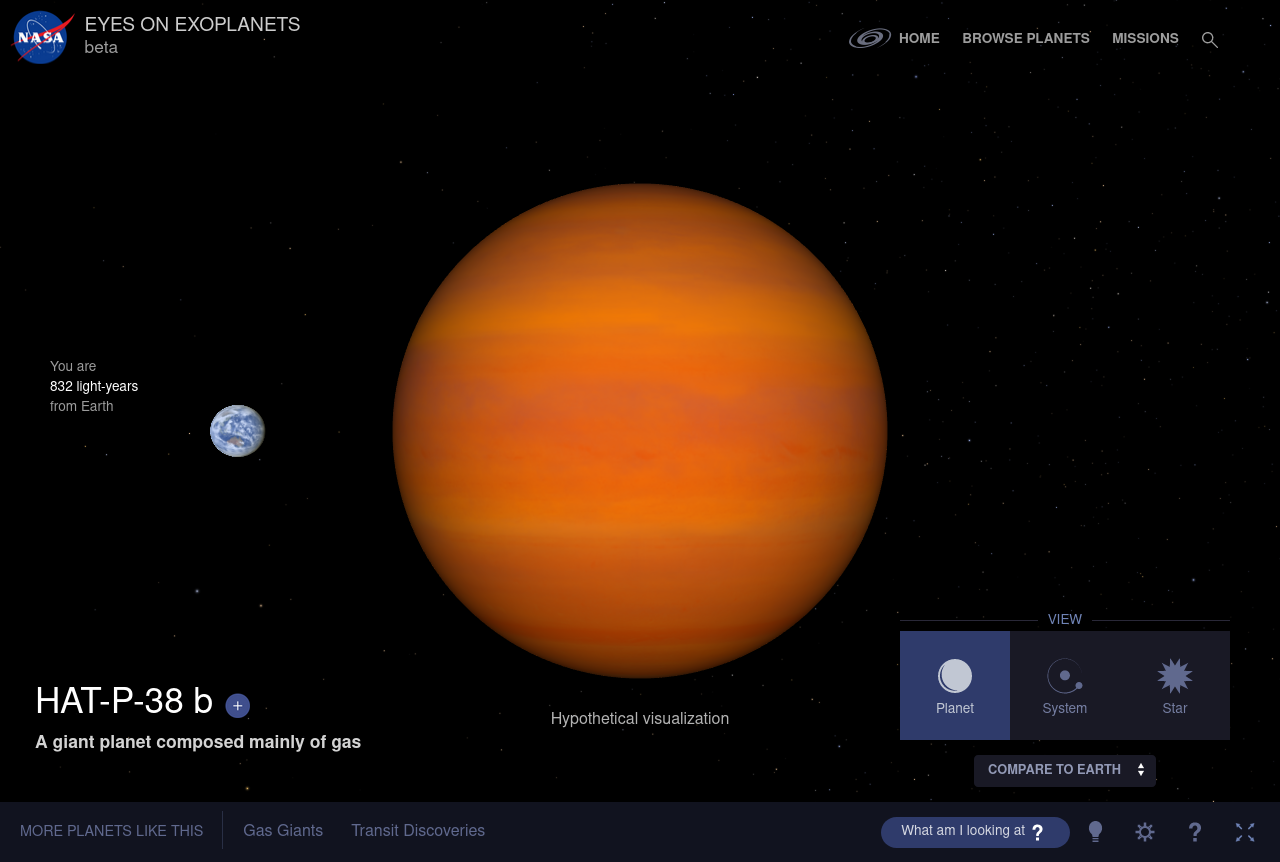 NASA
EYES ON EXOPLANETS
beta
HOME
BROWSE PLANETS
MISSIONS
You are
832 light-years
from Earth
HAT-P-38 b +
A giant planet composed mainly of gas
Hypothetical visualization
VIEW
Planet
System
Star
COMPARE TO EARTH
MORE PLANETS LIKE THIS
Gas Giants
Transit Discoveries
What am I looking at ?
?